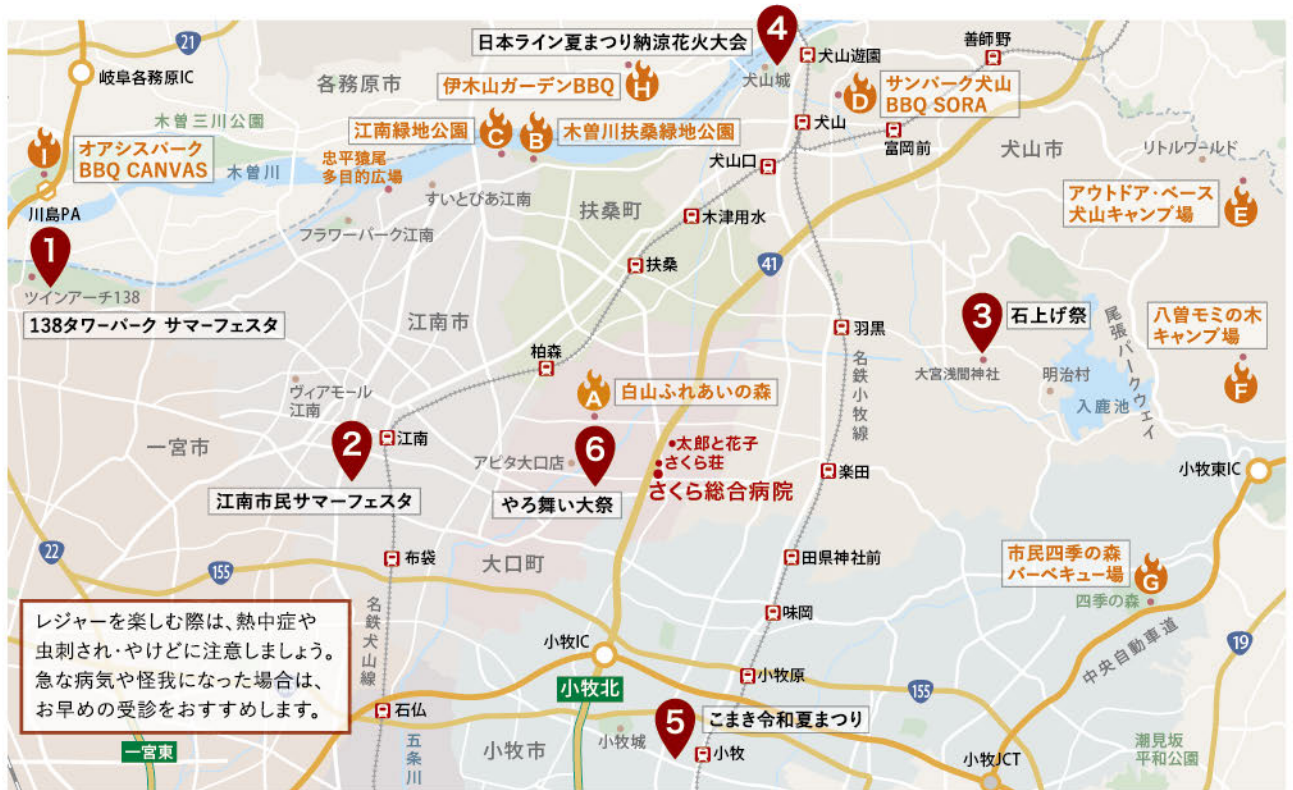 21
岐阜各務原IC
各務原市
日本ライン夏まつり納涼花火大会
4
犬山城
犬山遊園
善師野
伊木山ガーデンBBQ
H
D
サンパーク犬山
BBQ SORA
木曽三川公園
江南緑地公園
C
B
木曽川扶桑緑地公園
犬山
富岡前
犬山市
リトルワールド
I
オアシスパーク
BBQ CANVAS
木曽川
忠平猿尾
多目的広場
すいとぴあ江南
犬山口
アウトドア・ベース
犬山キャンプ場
E
川島PA
扶桑町
木津用水
フラワーパーク江南
1
ツインアーチ138
138タワーパーク サマーフェスタ
扶桑
41
江南市
羽黒
3
石上げ祭
尾張パークウェイ
八曽モミの木
キャンプ場
F
柏森
名鉄小牧線
大宮浅間神社
明治村
入鹿池
ヴィアモール
江南
A
白山ふれあいの森
一宮市
2
江南
江南市民サマーフェスタ
アピタ大口店
6
やろ舞い大祭
太郎と花子
さくら荘
さくら総合病院
楽田
小牧東IC
22
155
布袋
大口町
田県神社前
市民四季の森
バーベキュー場
G
四季の森
レジャーを楽しむ際は、熱中症や
虫刺され・やけどに注意しましょう。
急な病気や怪我になった場合は、
お早めの受診をおすすめします。
名鉄犬山線
味岡
小牧IC
中央自動車道
19
小牧北
小牧原
155
石仏
5
こまき令和夏まつり
一宮東
五条川
小牧市
小牧城
小牧
小牧JCT
潮見坂
平和公園